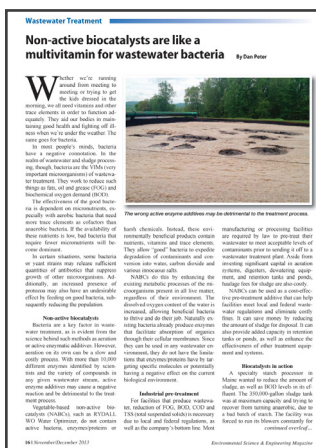 Wastewater Treatment
Non-active biocatalysts are like a
multivitamin for wastewater bacteria
By Dan Peter
Whether we're running
around from meeting to
meeting or trying to get
the kids dressed in the
morning, we all need vitamins and other
trace elements in order to function ad-
equately. They aid our bodies in main-
taining good health and fighting off ill-
ness when we're under the weather. The
same goes for bacteria.
In most people's minds, bacteria
have a negative connotation. In the
realm of wastewater and sludge process-
ing, though, bacteria are the VIMs (very
important microorganisms) of wastewa-
ter treatment. They work to reduce such
things as fats, oil and grease (FOG) and
biochemical oxygen demand (BOD).
The effectiveness of the good bacte-
ria is dependent on micronutrients, es-
pecially with aerobic bacteria that need
more trace elements as cofactors than
anaerobic bacteria. If the availability of
these nutrients is low, bad bacteria that
require fewer micronutrients will be-
come dominant.
In certain situations, some bacteria
or yeast strains may release sufficient
quantities of antibiotics that suppress
growth of other microorganisms. Ad-
ditionally, an increased presence of
protozoa may also have an undesirable
effect by feeding on good bacteria, sub-
sequently reducing the population.
Non-active biocatalysts
Bacteria are a key factor in waste-
water treatment, as is evident from the
science behind such methods as aeration
or active enzymatic additives. However,
aeration on its own can be a slow and
costly process. With more than 10,000
different enzymes identified by scien-
tists and the variety of compounds in
any given wastewater stream, active
enzyme additives may cause a negative
reaction and be detrimental to the treat-
ment process.
Vegetable-based non-active bio-
catalysts (NABCs), such as RYDALL
WO Water Optimizer, do not contain
live bacteria, enzymes/proteins or
The wrong active enzyme additives may be detrimental to the treatment process.
harsh chemicals. Instead, these envi-
ronmentally beneficial products contain
nutrients, vitamins and trace elements.
They allow "good" bacteria to expedite
degradation of contaminants and con-
version into water, carbon dioxide and
various innocuous salts.
NABCs do this by enhancing the
existing metabolic processes of the mi-
croorganisms present in all live matter,
regardless of their environment. The
dissolved oxygen content of the water is
increased, allowing beneficial bacteria
to thrive and do their job. Naturally ex-
isting bacteria already produce enzymes
that facilitate absorption of organics
through their cellular membranes. Since
they can be used in any wastewater en-
vironment, they do not have the limita-
tions that enzymes/proteins have by tar-
geting specific molecules or potentially
having a negative effect on the current
biological environment.
Industrial pre-treatment
For facilities that produce wastewa-
ter, reduction of FOG, BOD, COD and
TSS (total suspended solids) is necessary
due to local and federal regulations, as
well as the company's bottom line. Most
manufacturing or processing facilities
are required by law to pre-treat their
wastewater to meet acceptable levels of
contaminants prior to sending it off to a
wastewater treatment plant. Aside from
investing significant capital in aeration
systems, digesters, dewatering equip-
ment, and retention tanks and ponds,
haulage fees for sludge are also costly.
NABCs can be used as a cost-effec-
tive pre-treatment additive that can help
facilities meet local and federal waste-
water regulations and eliminate costly
fines. It can save money by reducing
the amount of sludge for disposal. It can
also provide added capacity in retention
tanks or ponds, as well as enhance the
effectiveness of other treatment equip-
ment and systems.
Biocatalysts in action
A specialty starch processor in
Maine wanted to reduce the amount of
sludge, as well as BOD levels in its ef-
fluent. The 350,000-gallon sludge tank
was at maximum capacity and trying to
recover from turning anaerobic, due to
a bad batch of starch. The facility was
forced to run its blowers constantly for
continued overleaf...
16 | November/December 2013
Environmental Science & Engineering Magazine